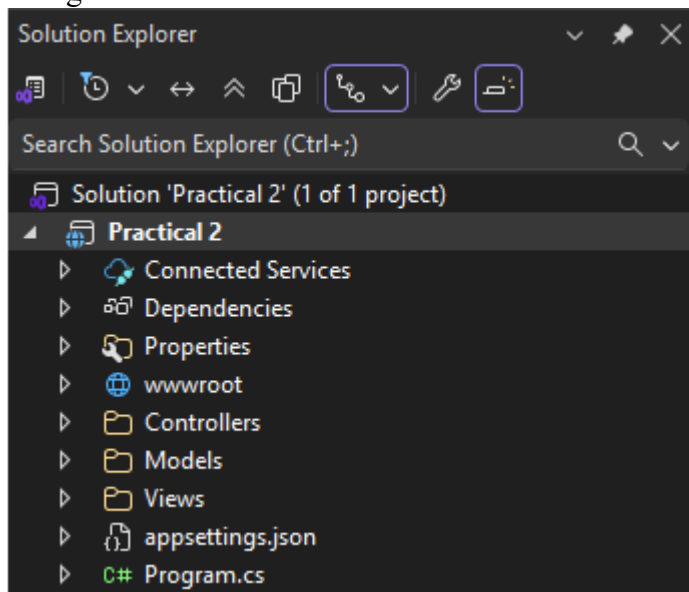 Solution Explorer
Search Solution Explorer (Ctrl+;)
Solution 'Practical 2' (1 of 1 project)
Practical 2
Connected Services
Dependencies
Properties
wwwroot
Controllers
Models
Views
appsettings.json
C# Program.cs